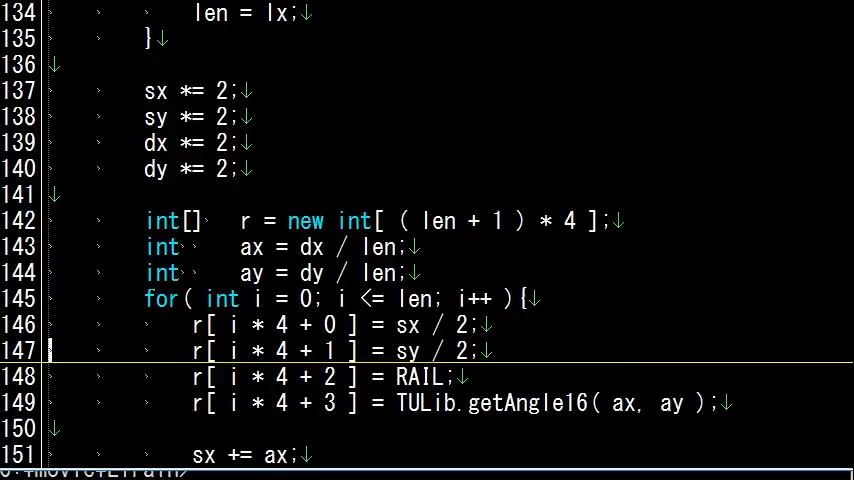 134 len = lx;↓
135 }↓
136 ↓
137 sx *= 2;↓
138 sy *= 2;↓
139 dx *= 2;↓
140 dy *= 2;↓
141 ↓
142 int[] r = new int[ ( len + 1 ) * 4 ];↓
143 int ax = dx / len;↓
144 int ay = dy / len;↓
145 for( int i = 0; i <= len; i++ ){↓
146 r[ i * 4 + 0 ] = sx / 2;↓
147 r[ i * 4 + 1 ] = sy / 2;↓
148 r[ i * 4 + 2 ] = RAIL;↓
149 r[ i * 4 + 3 ] = TULib.getAngle16( ax, ay );↓
150 ↓
151 sx += ax;↓